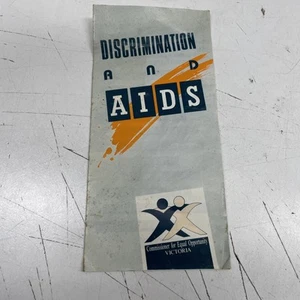 DISCRIMINATION
AND
AIDS
Commissioner for Equal Opportunity
VICTORIA